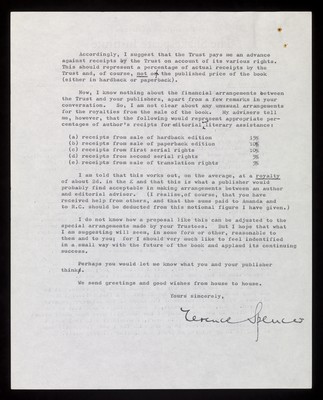 Accordingly, I suggest that the Trust pays me an advance
against receipts by the Trust on account of its various rights.
This should represent a percentage of actual receipts by the
Trust and, of course, not on the published price of the book
(either in hardback or paperback).
Now, I know nothing about the financial arrangements between
the Trust and your publishers, apart from a few remarks in your
conversation. So, I am not clear about any unusual arrangements
for the royalties from the sale of the book. My advisers tell
me, however, that the following would represent appropriate per-
centages of author's receipts for editorial/literary assistance:
(a) receipts from sale of hardback edition 15%
(b) receipts from sale of paperback edition 10%
(c) receipts from first serial rights 10%
(d) receipts from second serial rights 5%
(e) receipts from sale of translation rights 5%
I am told that this works out, on the average, at a royalty
of about 2d. in the £ and that this is what a publisher would
probably find acceptable in making arrangements between an author
and editorial adviser. (I realise, of course, that you have
received help from others, and that the sums paid to Ananda and
to R.C. should be deducted from this notional figure I have given.)
I do not know how a proposal like this can be adjusted to the
special arrangements made by your Trustees. But I hope that what
I am suggesting will seem, in some form or other, reasonable to
them and to you; for I should very much like to feel indentified
in a small way with the future of the book and applaud its continuing
success.
Perhaps you would let me know what you and your publisher
think.
We send greetings and good wishes from house to house.
Yours sincerely,
Terence Spencer